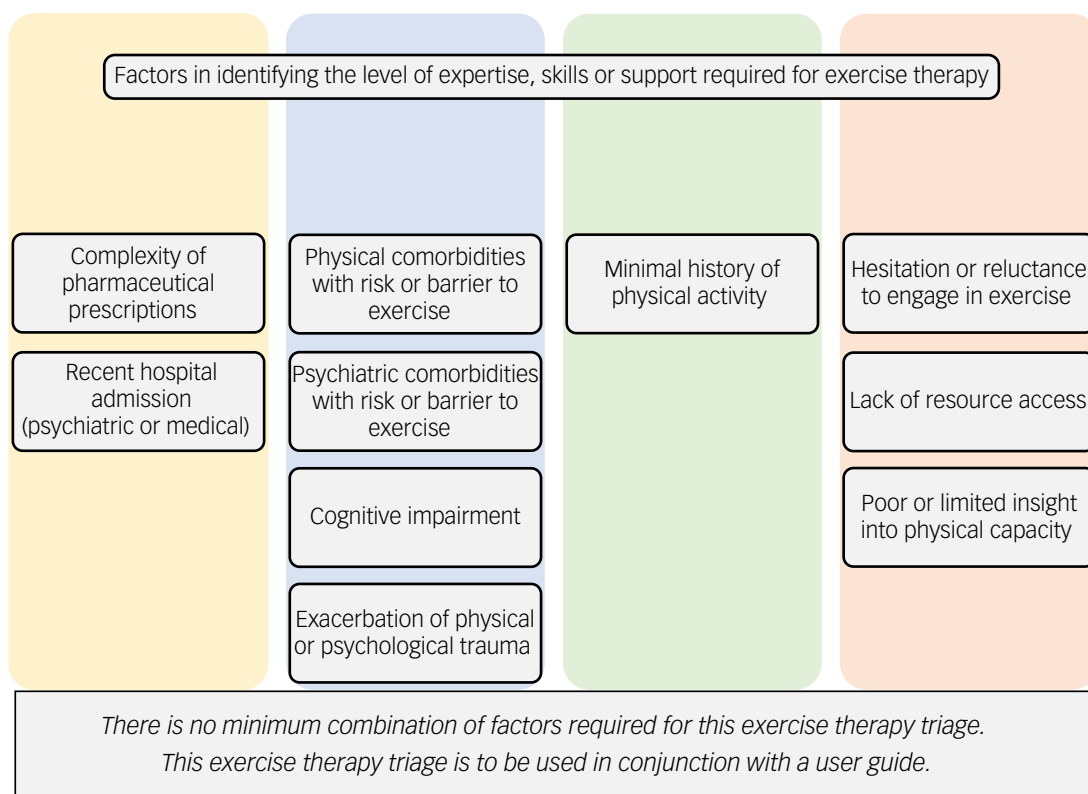 Factors in identifying the level of expertise, skills or support required for exercise therapy
Complexity of
pharmaceutical
prescriptions
Recent hospital
admission
(psychiatric or medical)
Physical comorbidities
with risk or barrier to
exercise
Psychiatric comorbidities
with risk or barrier to
exercise
Cognitive impairment
Exacerbation of physical
or psychological trauma
Minimal history of
physical activity
Hesitation or reluctance
to engage in exercise
Lack of resource access
Poor or limited insight
into physical capacity
There is no minimum combination of factors required for this exercise therapy triage.
This exercise therapy triage is to be used in conjunction with a user guide.